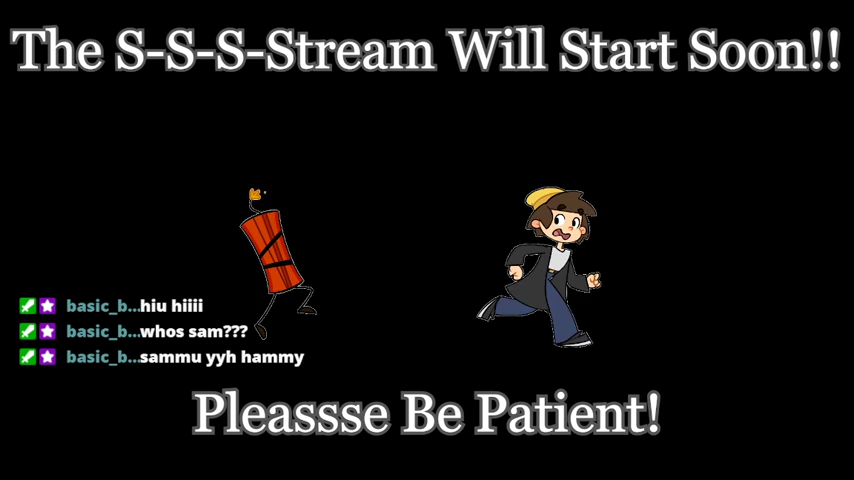 The S-S-S-Stream Will Start Soon!!
basic_b...hiu hiiii
basic_b...whos sam???
basic_b...sammu yyh hammy
Pleassse Be Patient!